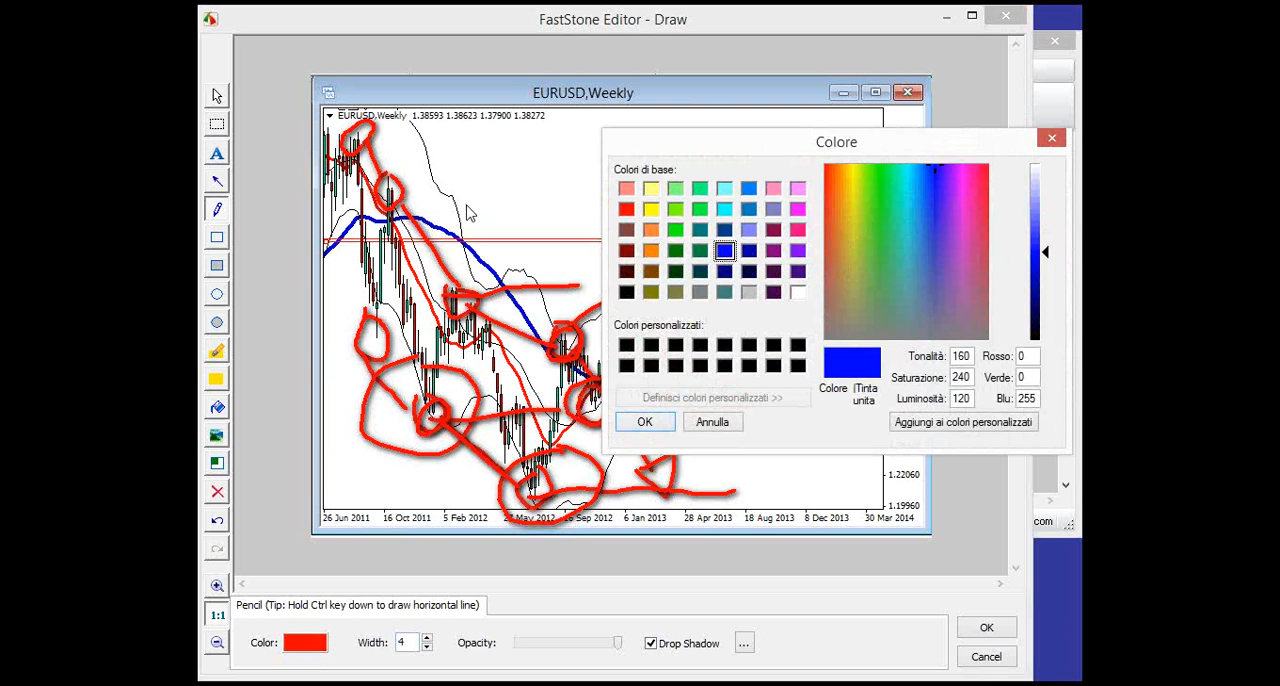 FastStone Editor - Draw
EURUSD,Weekly
EURUSD,Weekly 1.38593 1.38623 1.37900 1.38272
Colore
Colori di base:
Colori personalizzati:
Definisci colori personalizzati >>
OK
Annulla
Colore |Tinta
unita
Tonalità: 160
Saturazione: 240
Luminosità: 120
Rosso: 0
Verde: 0
Blu: 255
Aggiungi ai colori personalizzati
1.22060
1.19960
26 Jun 2011 16 Oct 2011 5 Feb 2012 27 May 2012 16 Sep 2012 6 Jan 2013 28 Apr 2013 18 Aug 2013 8 Dec 2013 30 Mar 2014
com
A
1:1
Pencil (Tip: Hold Ctrl key down to draw horizontal line)
Color:
Width: 4
Opacity:
Drop Shadow
...
OK
Cancel